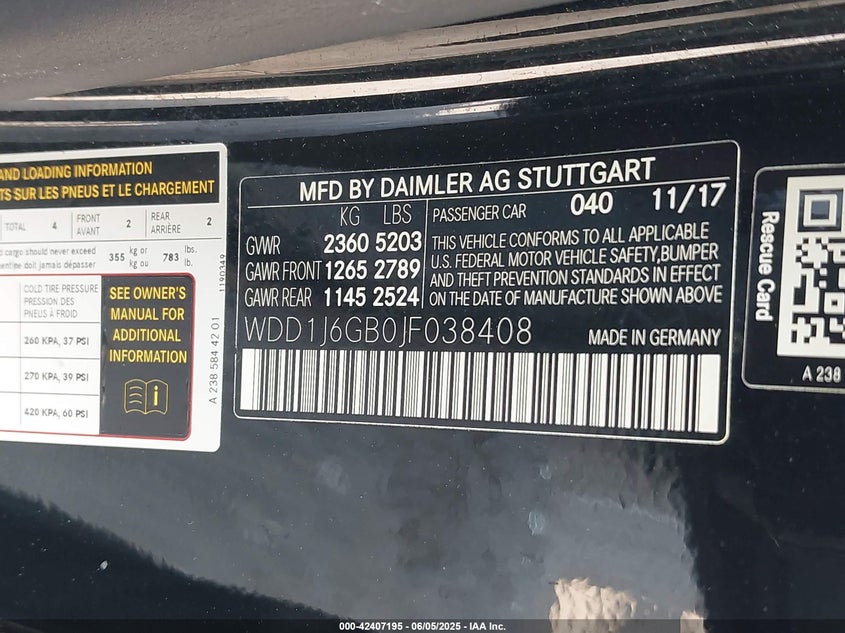 AND LOADING INFORMATION
TS SUR LES PNEUS ET LE CHARGEMENT
TOTAL 4 FRONT AVANT 2 REAR ARRIÈRE 2
d cargo should never exceed 355 kg or 783 lbs.
doit jamais dépasser kg ou lb.
1190349
COLD TIRE PRESSURE
PRESSION DES
PNEUS À FROID
260 KPA, 37 PSI
270 KPA, 39 PSI
420 KPA, 60 PSI
SEE OWNER'S
MANUAL FOR
ADDITIONAL
INFORMATION
A 238 584 42 01
MFD BY DAIMLER AG STUTTGART
KG LBS
GVWR 2360 5203
GAWR FRONT 1265 2789
GAWR REAR 1145 2524
PASSENGER CAR 040 11/17
THIS VEHICLE CONFORMS TO ALL APPLICABLE
U.S. FEDERAL MOTOR VEHICLE SAFETY,BUMPER
AND THEFT PREVENTION STANDARDS IN EFFECT
ON THE DATE OF MANUFACTURE SHOWN ABOVE
WDD1J6GB0JF038408
MADE IN GERMANY
Rescue Card
A 238
000-42407195 - 06/05/2025 - IAA Inc.